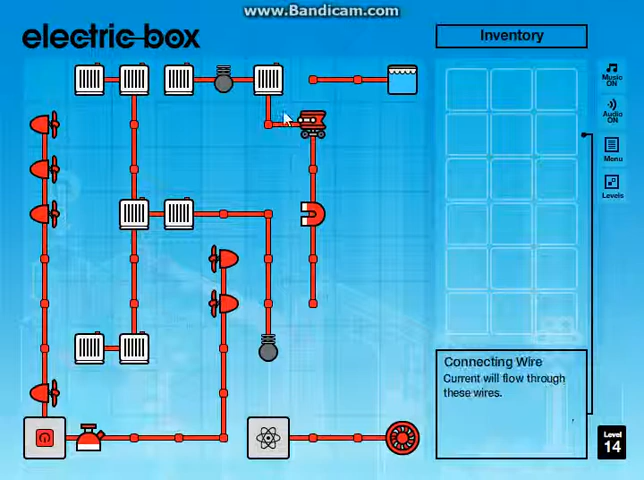 www.Bandicam.com
electric box
Inventory
Music
ON
Audio
ON
Menu
Levels
Connecting Wire
Current will flow through
these wires.
Level
14